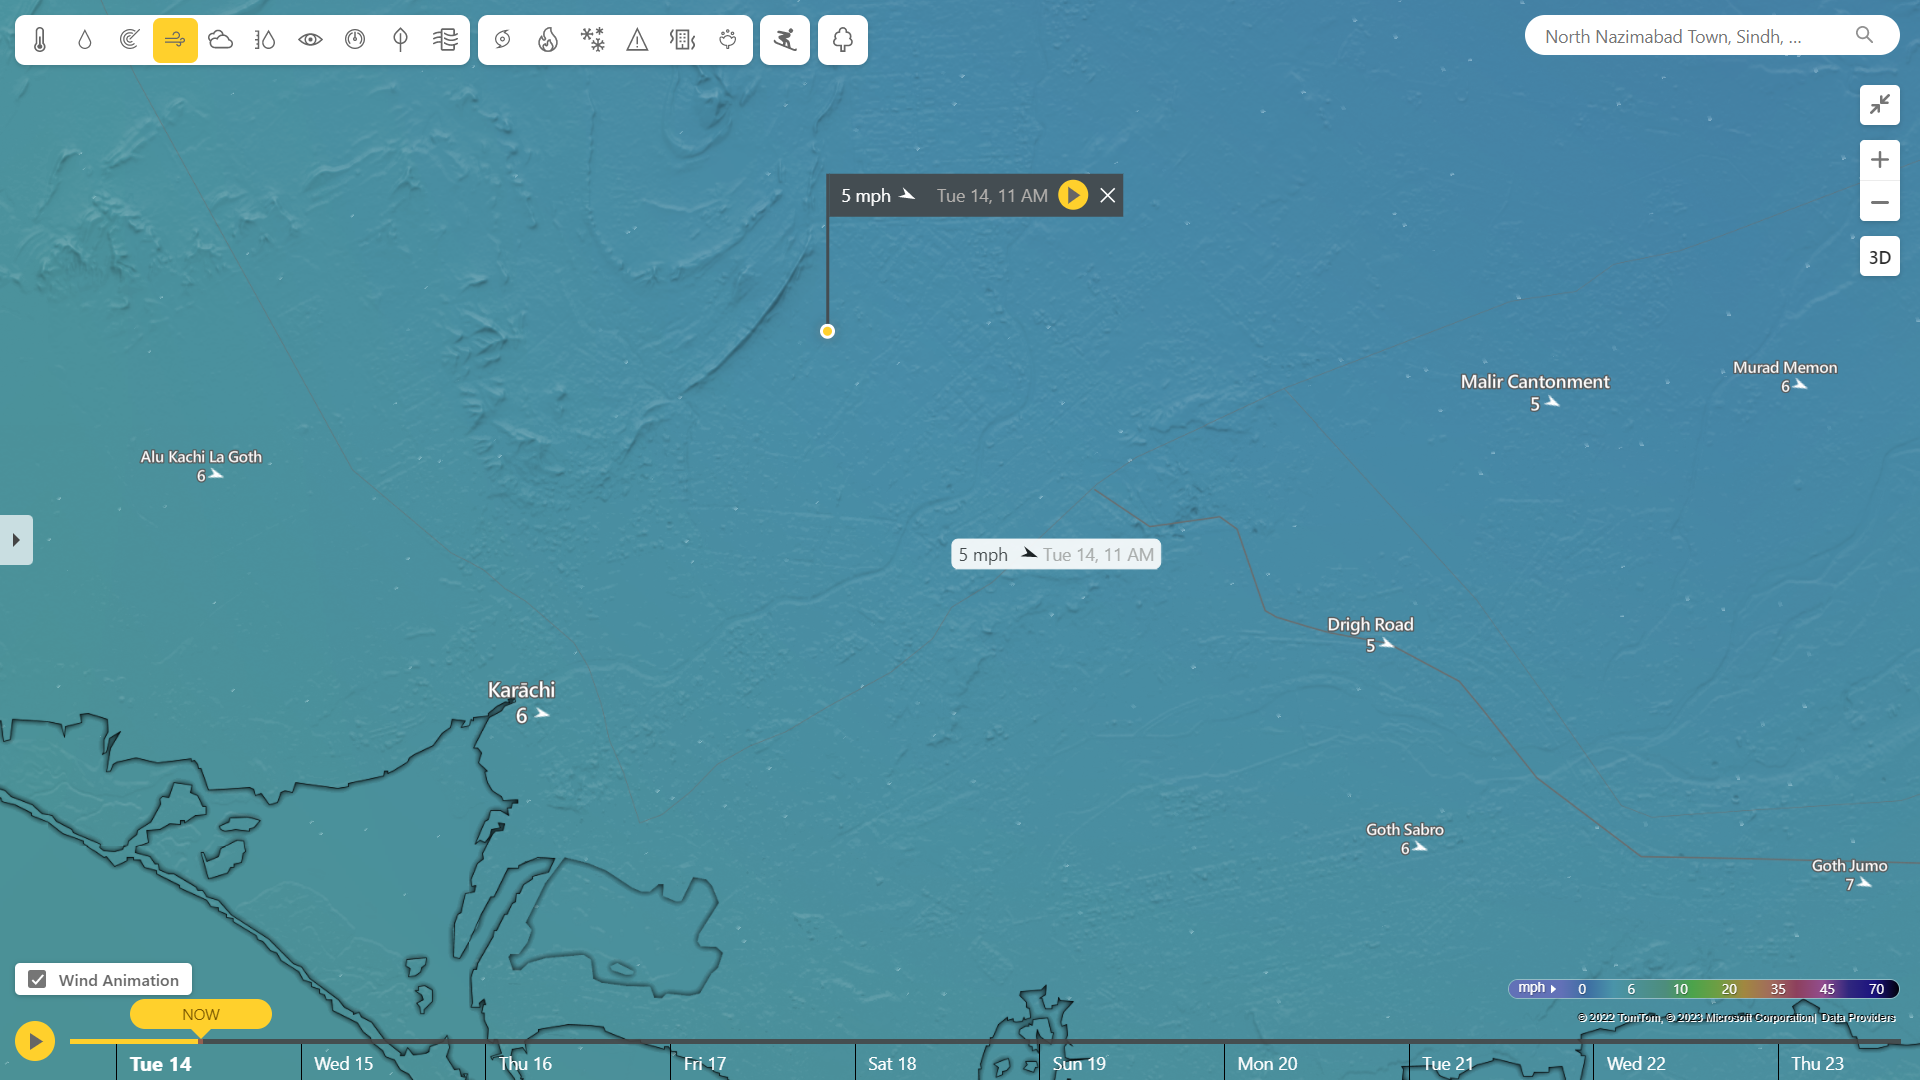 North Nazimabad Town, Sindh, ...
3D
5 mph Tue 14, 11 AM
Murad Memon
6
Malir Cantonment
5
Alu Kachi La Goth
6
5 mph Tue 14, 11 AM
Drigh Road
5
Karāchi
6
Goth Sabro
6
Goth Jumo
7
Wind Animation
mph 0 6 10 20 35 45 70
NOW
© 2022 TomTom, © 2023 Microsoft Corporation| Data Providers
Tue 14 Wed 15 Thu 16 Fri 17 Sat 18 Sun 19 Mon 20 Tue 21 Wed 22 Thu 23